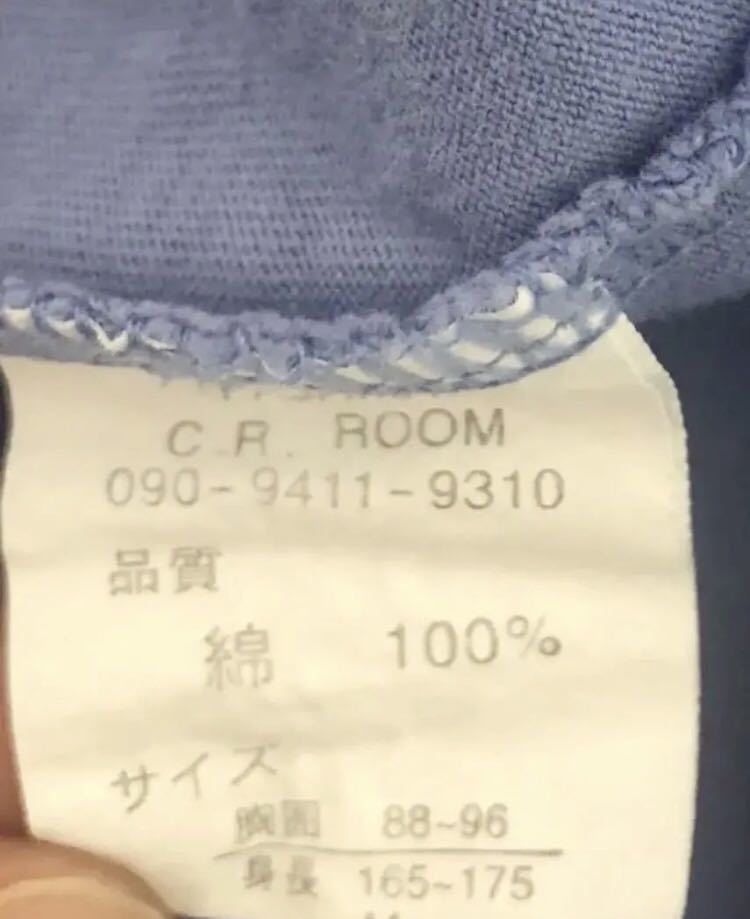 C.R. ROOM
090-9411-9310
品質
綿 100%
サイズ
胸囲 88~96
身長 165~175